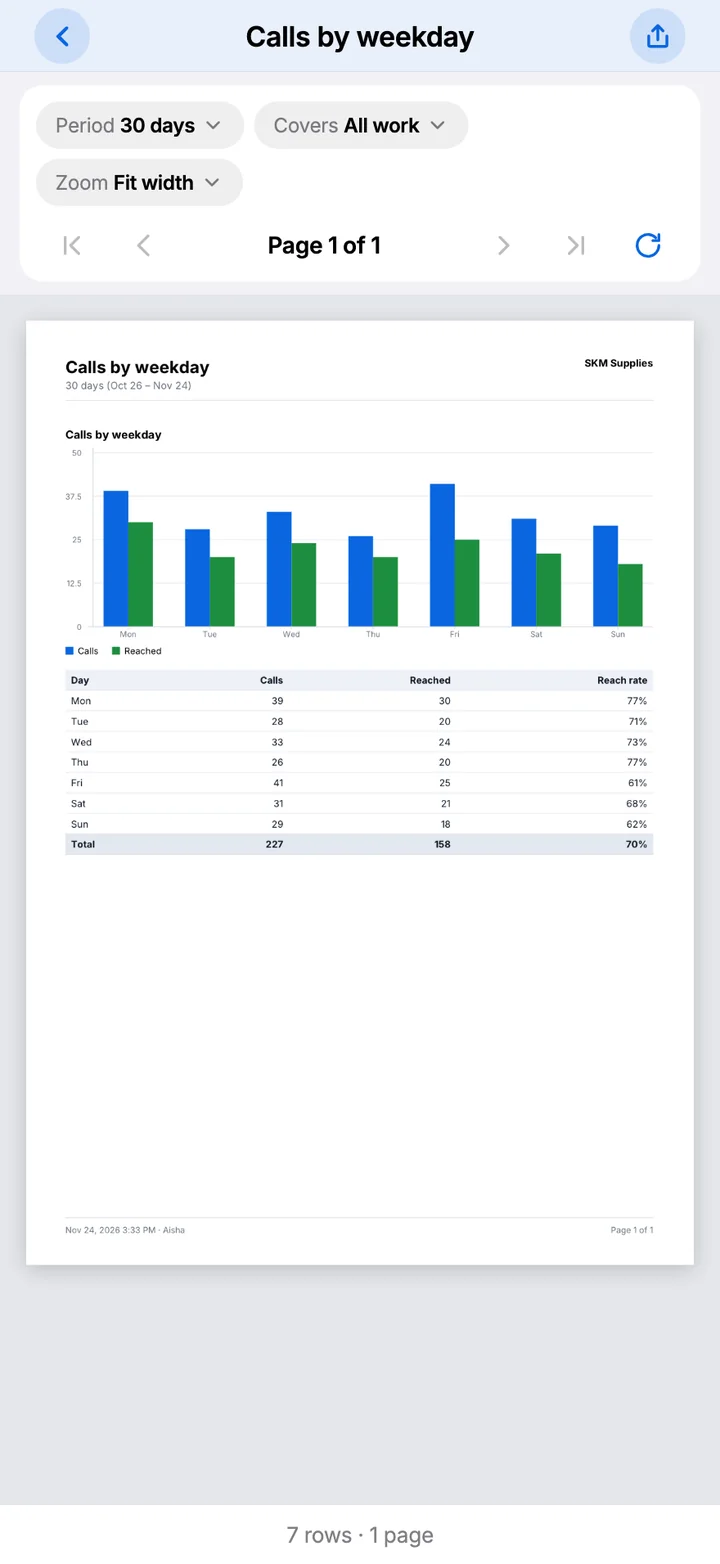 Calls by weekday
Period 30 days
Covers All work
Zoom Fit width
Page 1 of 1
Calls by weekday
SKM Supplies
30 days (Oct 26 – Nov 24)
Calls by weekday
50
37.5
25
12.5
0
Mon Tue Wed Thu Fri Sat Sun
Calls Reached
Day Calls Reached Reach rate
Mon 39 30 77%
Tue 28 20 71%
Wed 33 24 73%
Thu 26 20 77%
Fri 41 25 61%
Sat 31 21 68%
Sun 29 18 62%
Total 227 158 70%
Nov 24, 2026 3:33 PM · Aisha
Page 1 of 1
7 rows · 1 page